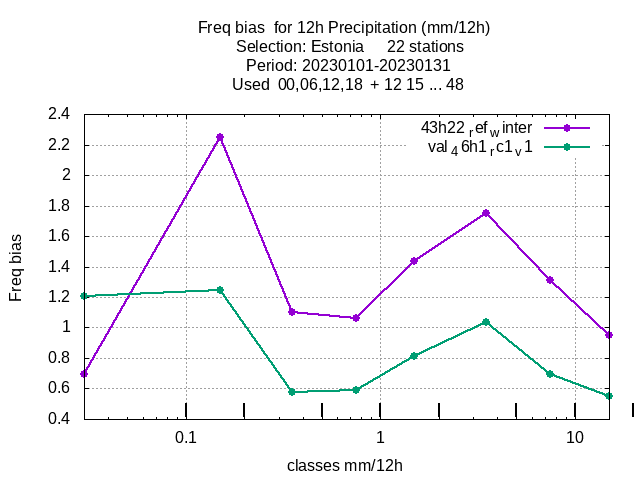 Freq bias  for 12h Precipitation (mm/12h)
Selection: Estonia     22 stations
Period: 20230101-20230131
Used  00,06,12,18  + 12 15 ... 48
43h22 ref winter
val 4 6h1 r c1 v 1
2.4
2.2
2
1.8
1.6
1.4
1.2
1
0.8
0.6
0.4
Freq bias
0.1
1
10
classes mm/12h